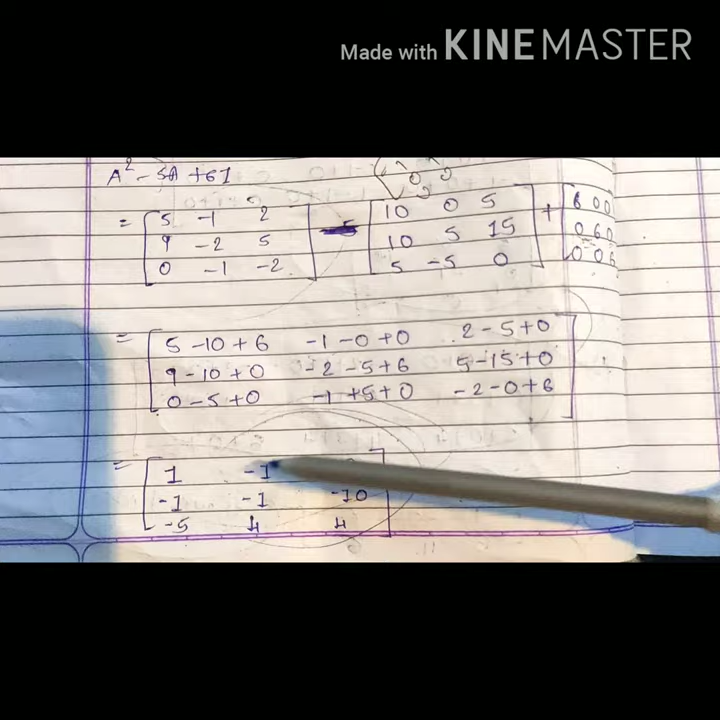 Made with KINEMASTER
A² - 5A + 6I
= [ 5 -1 2 - [ 10 0 5 + [ 6 0 0
9 -2 5 10 5 15 0 6 0
0 -1 -2 ] 5 -5 0 ] 0 0 6
= [ 5 -10 + 6 -1 -0 +0 2 - 5 + 0
9 - 10 + 0 -2 -5 +6 5 -15 + 0
0 - 5 + 0 -1 +5 + 0 -2 -0 +6 ]
= [ 1 -1
-1 -1 -10
-5 4 4 ]